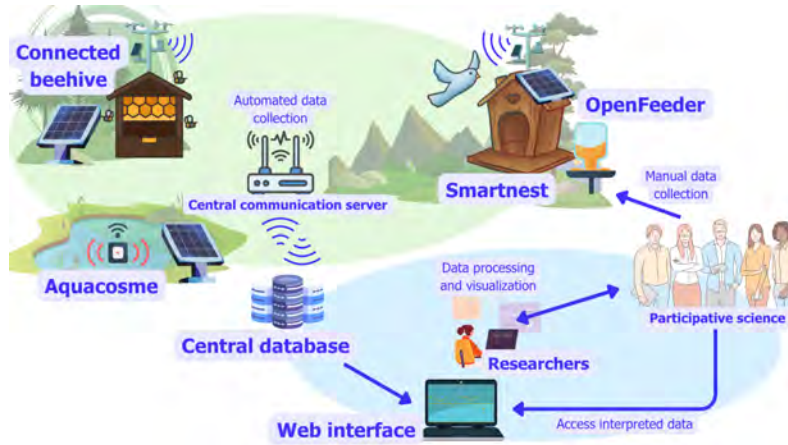 Connected
beehive
Automated data
collection
OpenFeeder
Smartnest
Manual data
collection
Central communication server
Aquacosme
Data processing
and visualization
Participative science
Central database
Researchers
Web interface
Access interpreted data